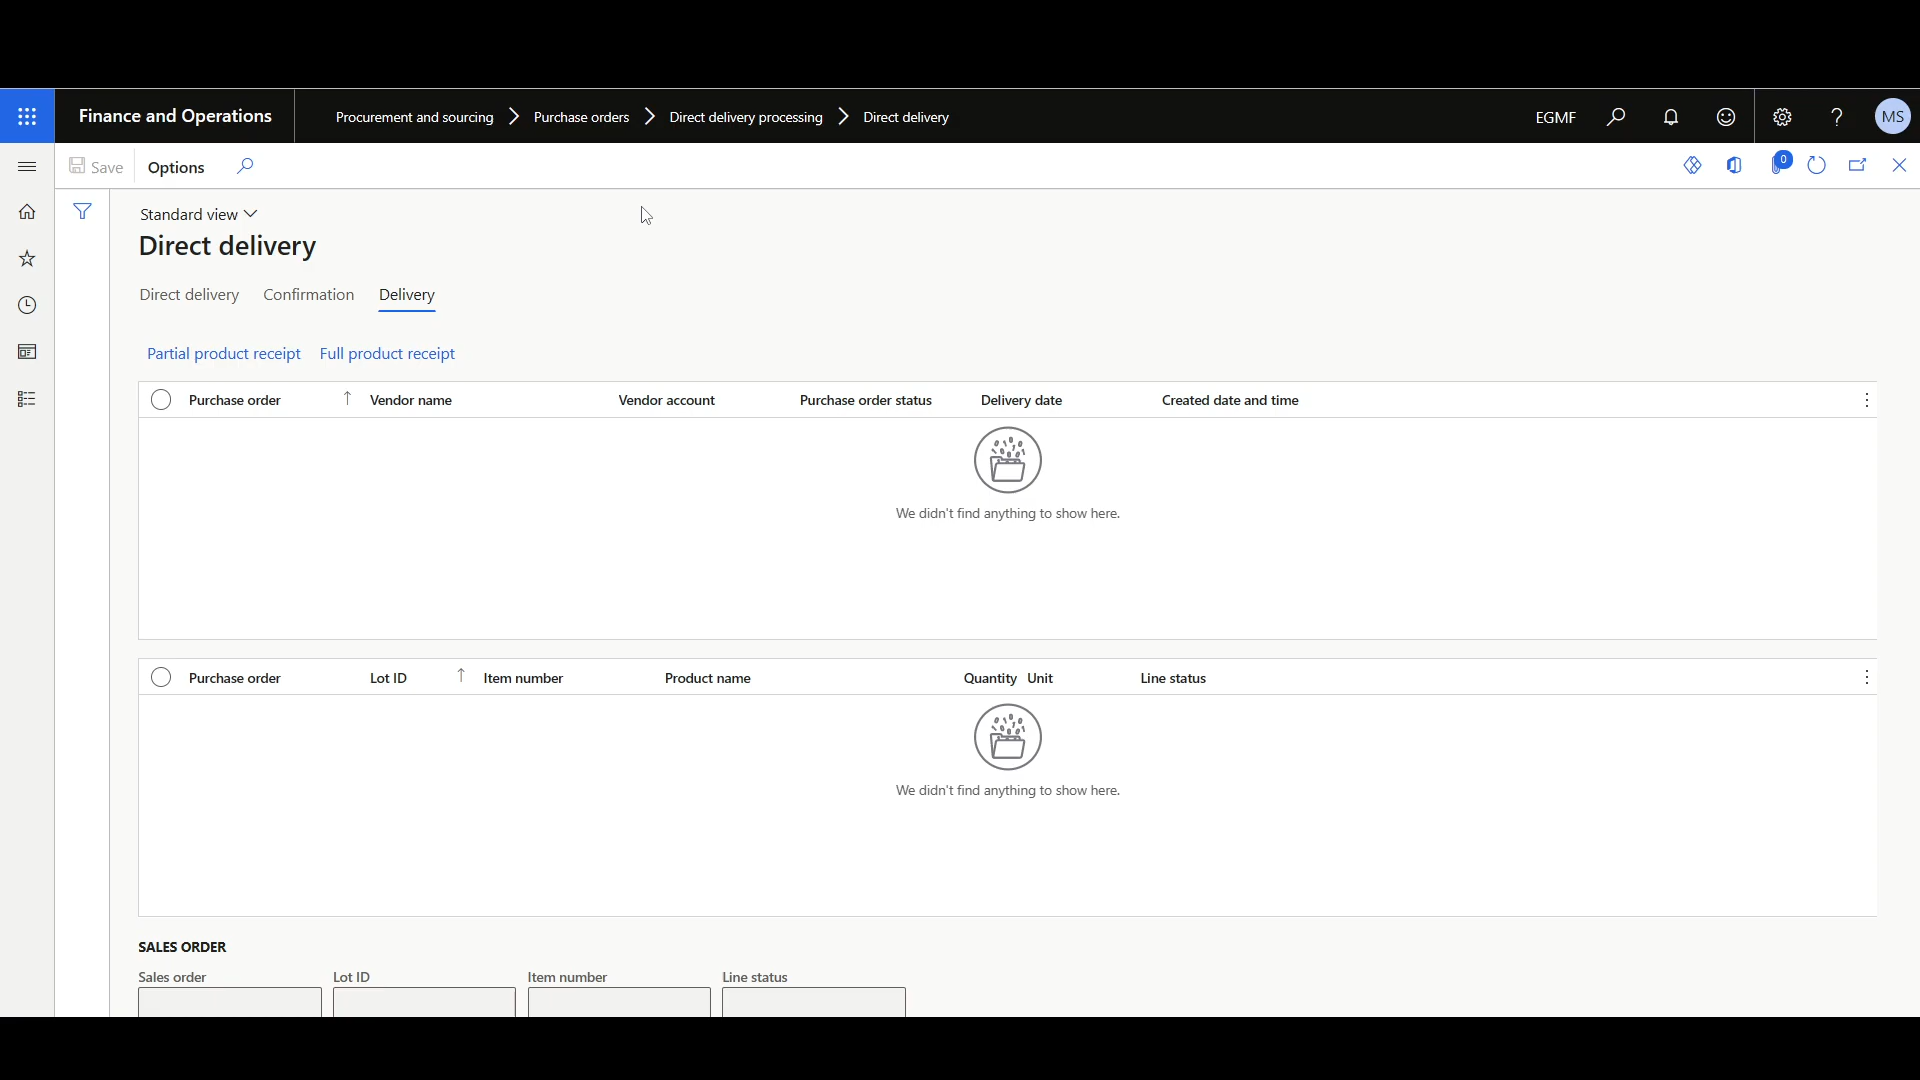 Finance and Operations
Procurement and sourcing
Purchase orders
Direct delivery processing
Direct delivery
EGMF
?
MS
Save
Options
0
Standard view
Direct delivery
Direct delivery
Confirmation
Delivery
Partial product receipt
Full product receipt
Purchase order
Vendor name
Vendor account
Purchase order status
Delivery date
Created date and time
We didn't find anything to show here.
Purchase order
Lot ID
Item number
Product name
Quantity
Unit
Line status
We didn't find anything to show here.
SALES ORDER
Sales order
Lot ID
Item number
Line status